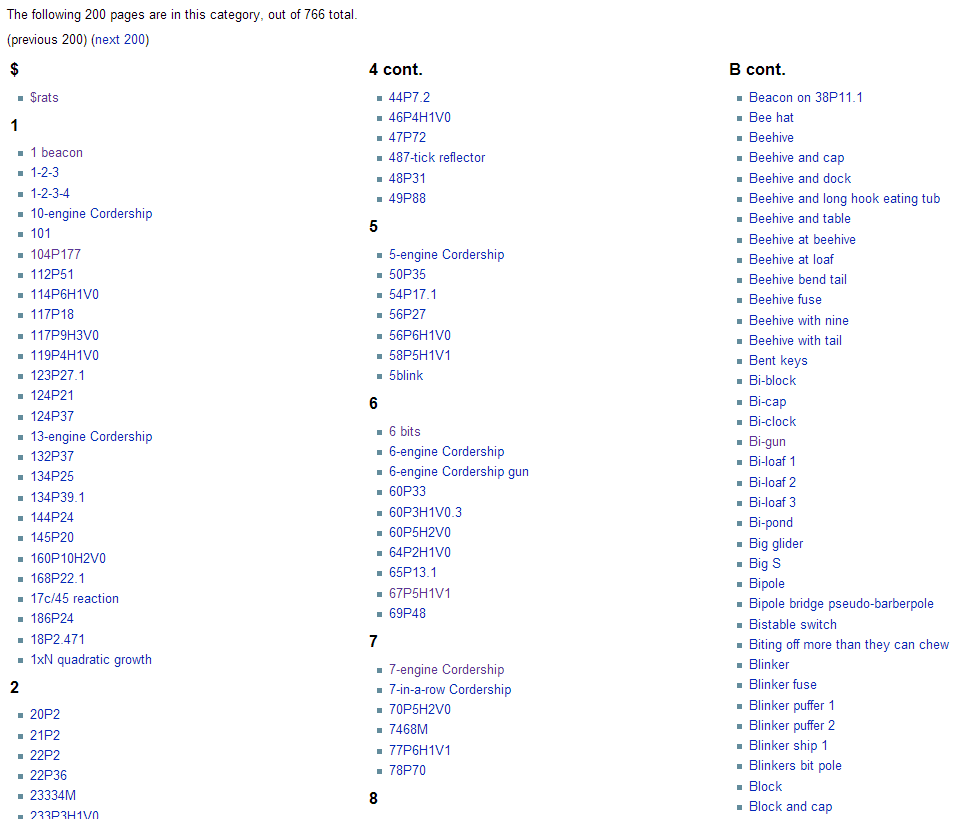 The following 200 pages are in this category, out of 766 total.
(previous 200) (next 200)
$
$rats
1
1 beacon
1-2-3
1-2-3-4
10-engine Cordership
101
104P177
112P51
114P6H1V0
117P18
117P9H3V0
119P4H1V0
123P27.1
124P21
124P37
13-engine Cordership
132P37
134P25
134P39.1
144P24
145P20
160P10H2V0
168P22.1
17c/45 reaction
186P24
18P2.471
1xN quadratic growth
2
20P2
21P2
22P2
22P36
23334M
233P3H1V0
4 cont.
44P7.2
46P4H1V0
47P72
487-tick reflector
48P31
49P88
5
5-engine Cordership
50P35
54P17.1
56P27
56P6H1V0
58P5H1V1
5blink
6
6 bits
6-engine Cordership
6-engine Cordership gun
60P33
60P3H1V0.3
60P5H2V0
64P2H1V0
65P13.1
67P5H1V1
69P48
7
7-engine Cordership
7-in-a-row Cordership
70P5H2V0
7468M
77P6H1V1
78P70
8
B cont.
Beacon on 38P11.1
Bee hat
Beehive
Beehive and cap
Beehive and dock
Beehive and long hook eating tub
Beehive and table
Beehive at beehive
Beehive at loaf
Beehive bend tail
Beehive fuse
Beehive with nine
Beehive with tail
Bent keys
Bi-block
Bi-cap
Bi-clock
Bi-gun
Bi-loaf 1
Bi-loaf 2
Bi-loaf 3
Bi-pond
Big glider
Big S
Bipole
Bipole bridge pseudo-barberpole
Bistable switch
Biting off more than they can chew
Blinker
Blinker fuse
Blinker puffer 1
Blinker puffer 2
Blinker ship 1
Blinkers bit pole
Block
Block and cap